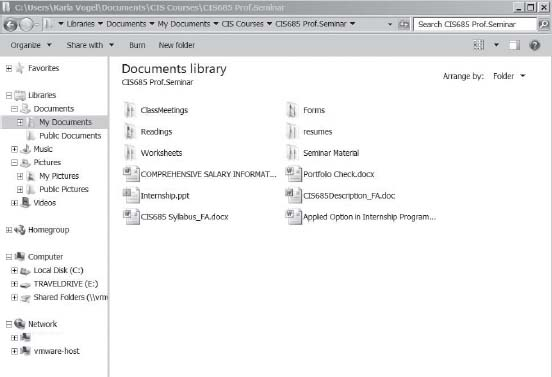 C:\Users\Karla Vogel\Documents\CIS Courses\CIS685 Prof.Seminar
Libraries Documents My Documents CIS Courses CIS685 Prof.Seminar Search CIS685 Prof.Seminar
Organize Share with Burn New folder
Favorites
Libraries
Documents
My Documents
Public Documents
Music
Pictures
My Pictures
Public Pictures
Videos
Homegroup
Computer
Local Disk (C:)
TRAVELDRIVE (E:)
Shared Folders (\\vm
Network
vmware-host
Documents library
CIS685 Prof.Seminar
Arrange by: Folder
ClassMeetings Forms
Readings resumes
Worksheets Seminar Material
COMPREHENSIVE SALARY INFORMAT... Portfolio Check.docx
Internship.ppt CIS685Description_FA.doc
CIS685 Syllabus_FA.docx Applied Option in Internship Program...